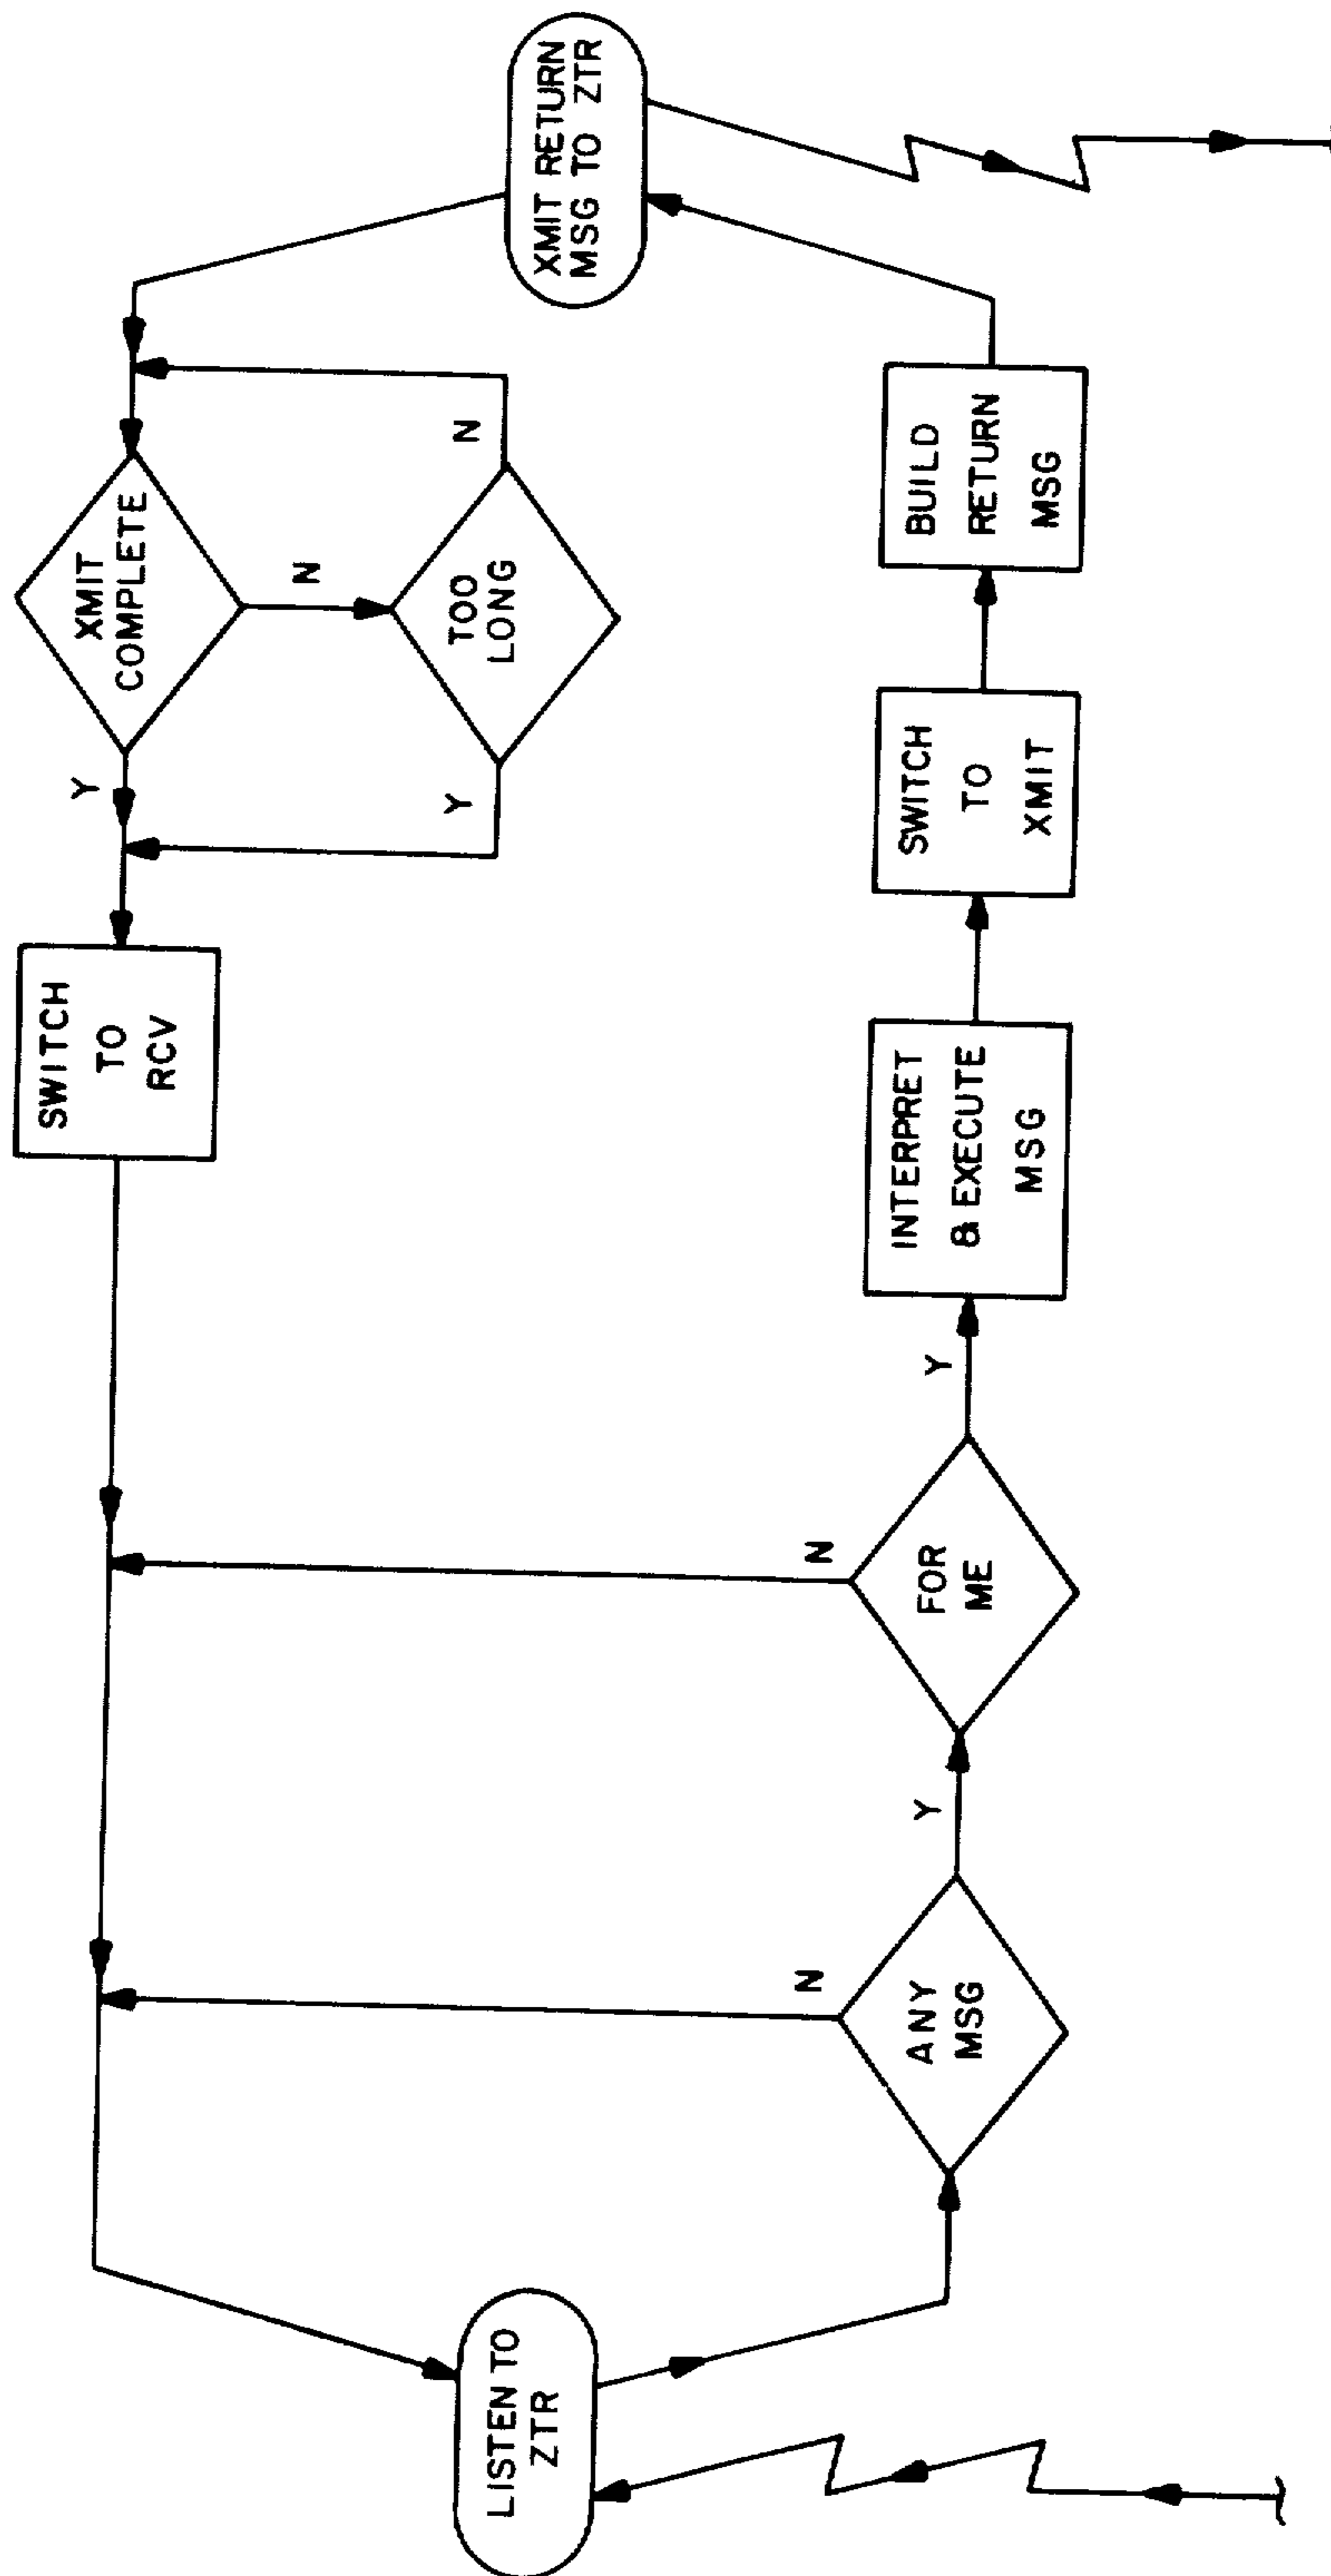 LISTEN TO
ZTR
ANY
MSG
N
Y
FOR
ME
N
Y
INTERPRET
& EXECUTE
MSG
SWITCH
TO
XMIT
BUILD
RETURN
MSG
XMIT RETURN
MSG TO ZTR
XMIT
COMPLETE
N
Y
TOO
LONG
N
Y
SWITCH
TO
RCV